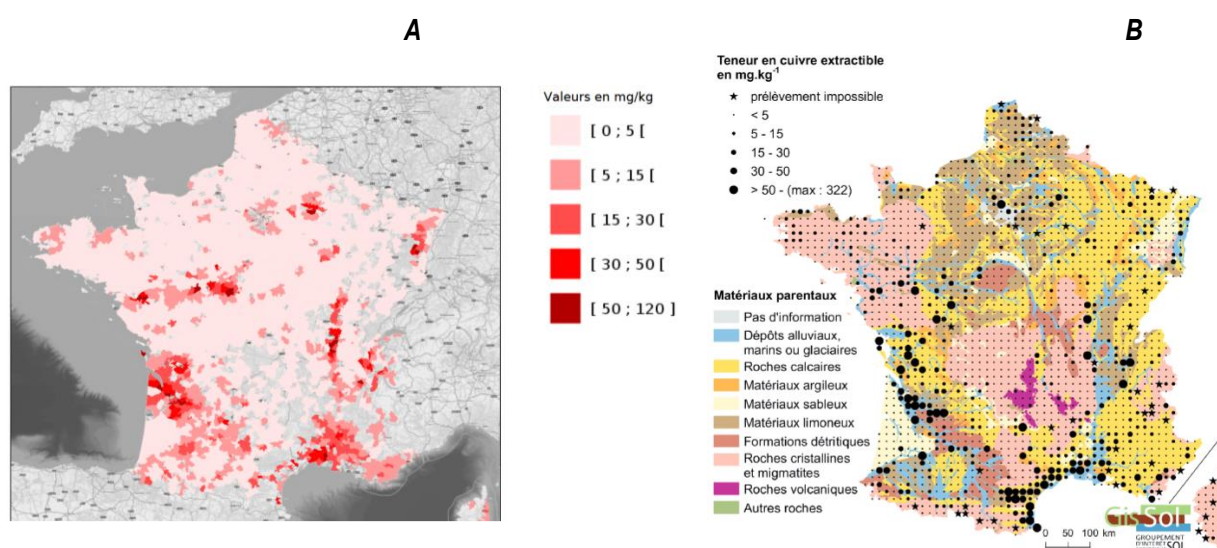 A
B
Valeurs en mg/kg
[ 0 ; 5 [
[ 5 ; 15 [
[ 15 ; 30 [
[ 30 ; 50 [
[ 50 ; 120 ]
Teneur en cuivre extractible
en mg.kg-1
prélèvement impossible
< 5
5 - 15
15 - 30
30 - 50
> 50 - (max : 322)
Matériaux parentaux
Pas d'information
Dépôts alluviaux,
marins ou glaciaires
Roches calcaires
Matériaux argileux
Matériaux sableux
Matériaux limoneux
Formations détritiques
Roches cristallines
et migmatites
Roches volcaniques
Autres roches
0 50 100 km
GisSol
GROUPEMENT
D'INTÉRÊT
SOL